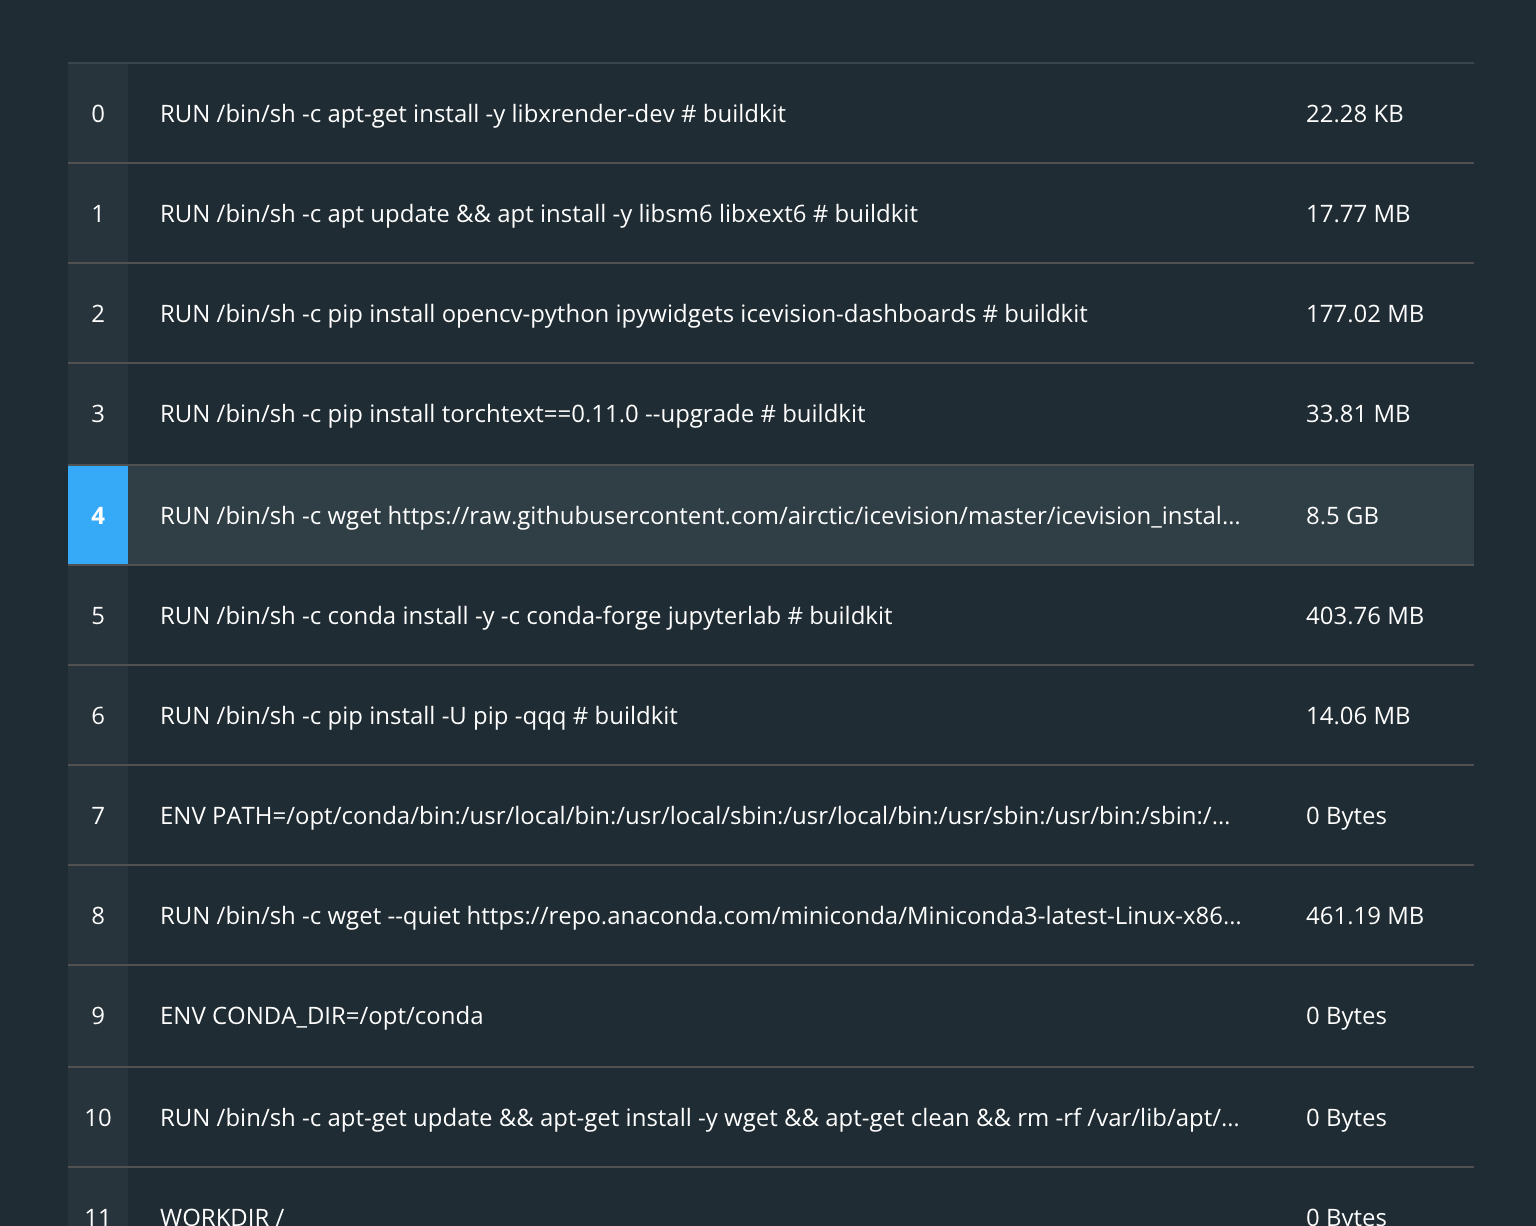 0 RUN /bin/sh -c apt-get install -y libxrender-dev # buildkit 22.28 KB
1 RUN /bin/sh -c apt update && apt install -y libsm6 libxext6 # buildkit 17.77 MB
2 RUN /bin/sh -c pip install opencv-python ipywidgets icevision-dashboards # buildkit 177.02 MB
3 RUN /bin/sh -c pip install torchtext==0.11.0 --upgrade # buildkit 33.81 MB
4 RUN /bin/sh -c wget https://raw.githubusercontent.com/airctic/icevision/master/icevision_instal... 8.5 GB
5 RUN /bin/sh -c conda install -y -c conda-forge jupyterlab # buildkit 403.76 MB
6 RUN /bin/sh -c pip install -U pip -qqq # buildkit 14.06 MB
7 ENV PATH=/opt/conda/bin:/usr/local/bin:/usr/local/sbin:/usr/local/bin:/usr/sbin:/usr/bin:/sbin:/... 0 Bytes
8 RUN /bin/sh -c wget --quiet https://repo.anaconda.com/miniconda/Miniconda3-latest-Linux-x86... 461.19 MB
9 ENV CONDA_DIR=/opt/conda 0 Bytes
10 RUN /bin/sh -c apt-get update && apt-get install -y wget && apt-get clean && rm -rf /var/lib/apt/... 0 Bytes
11 WORKDIR / 0 Bytes